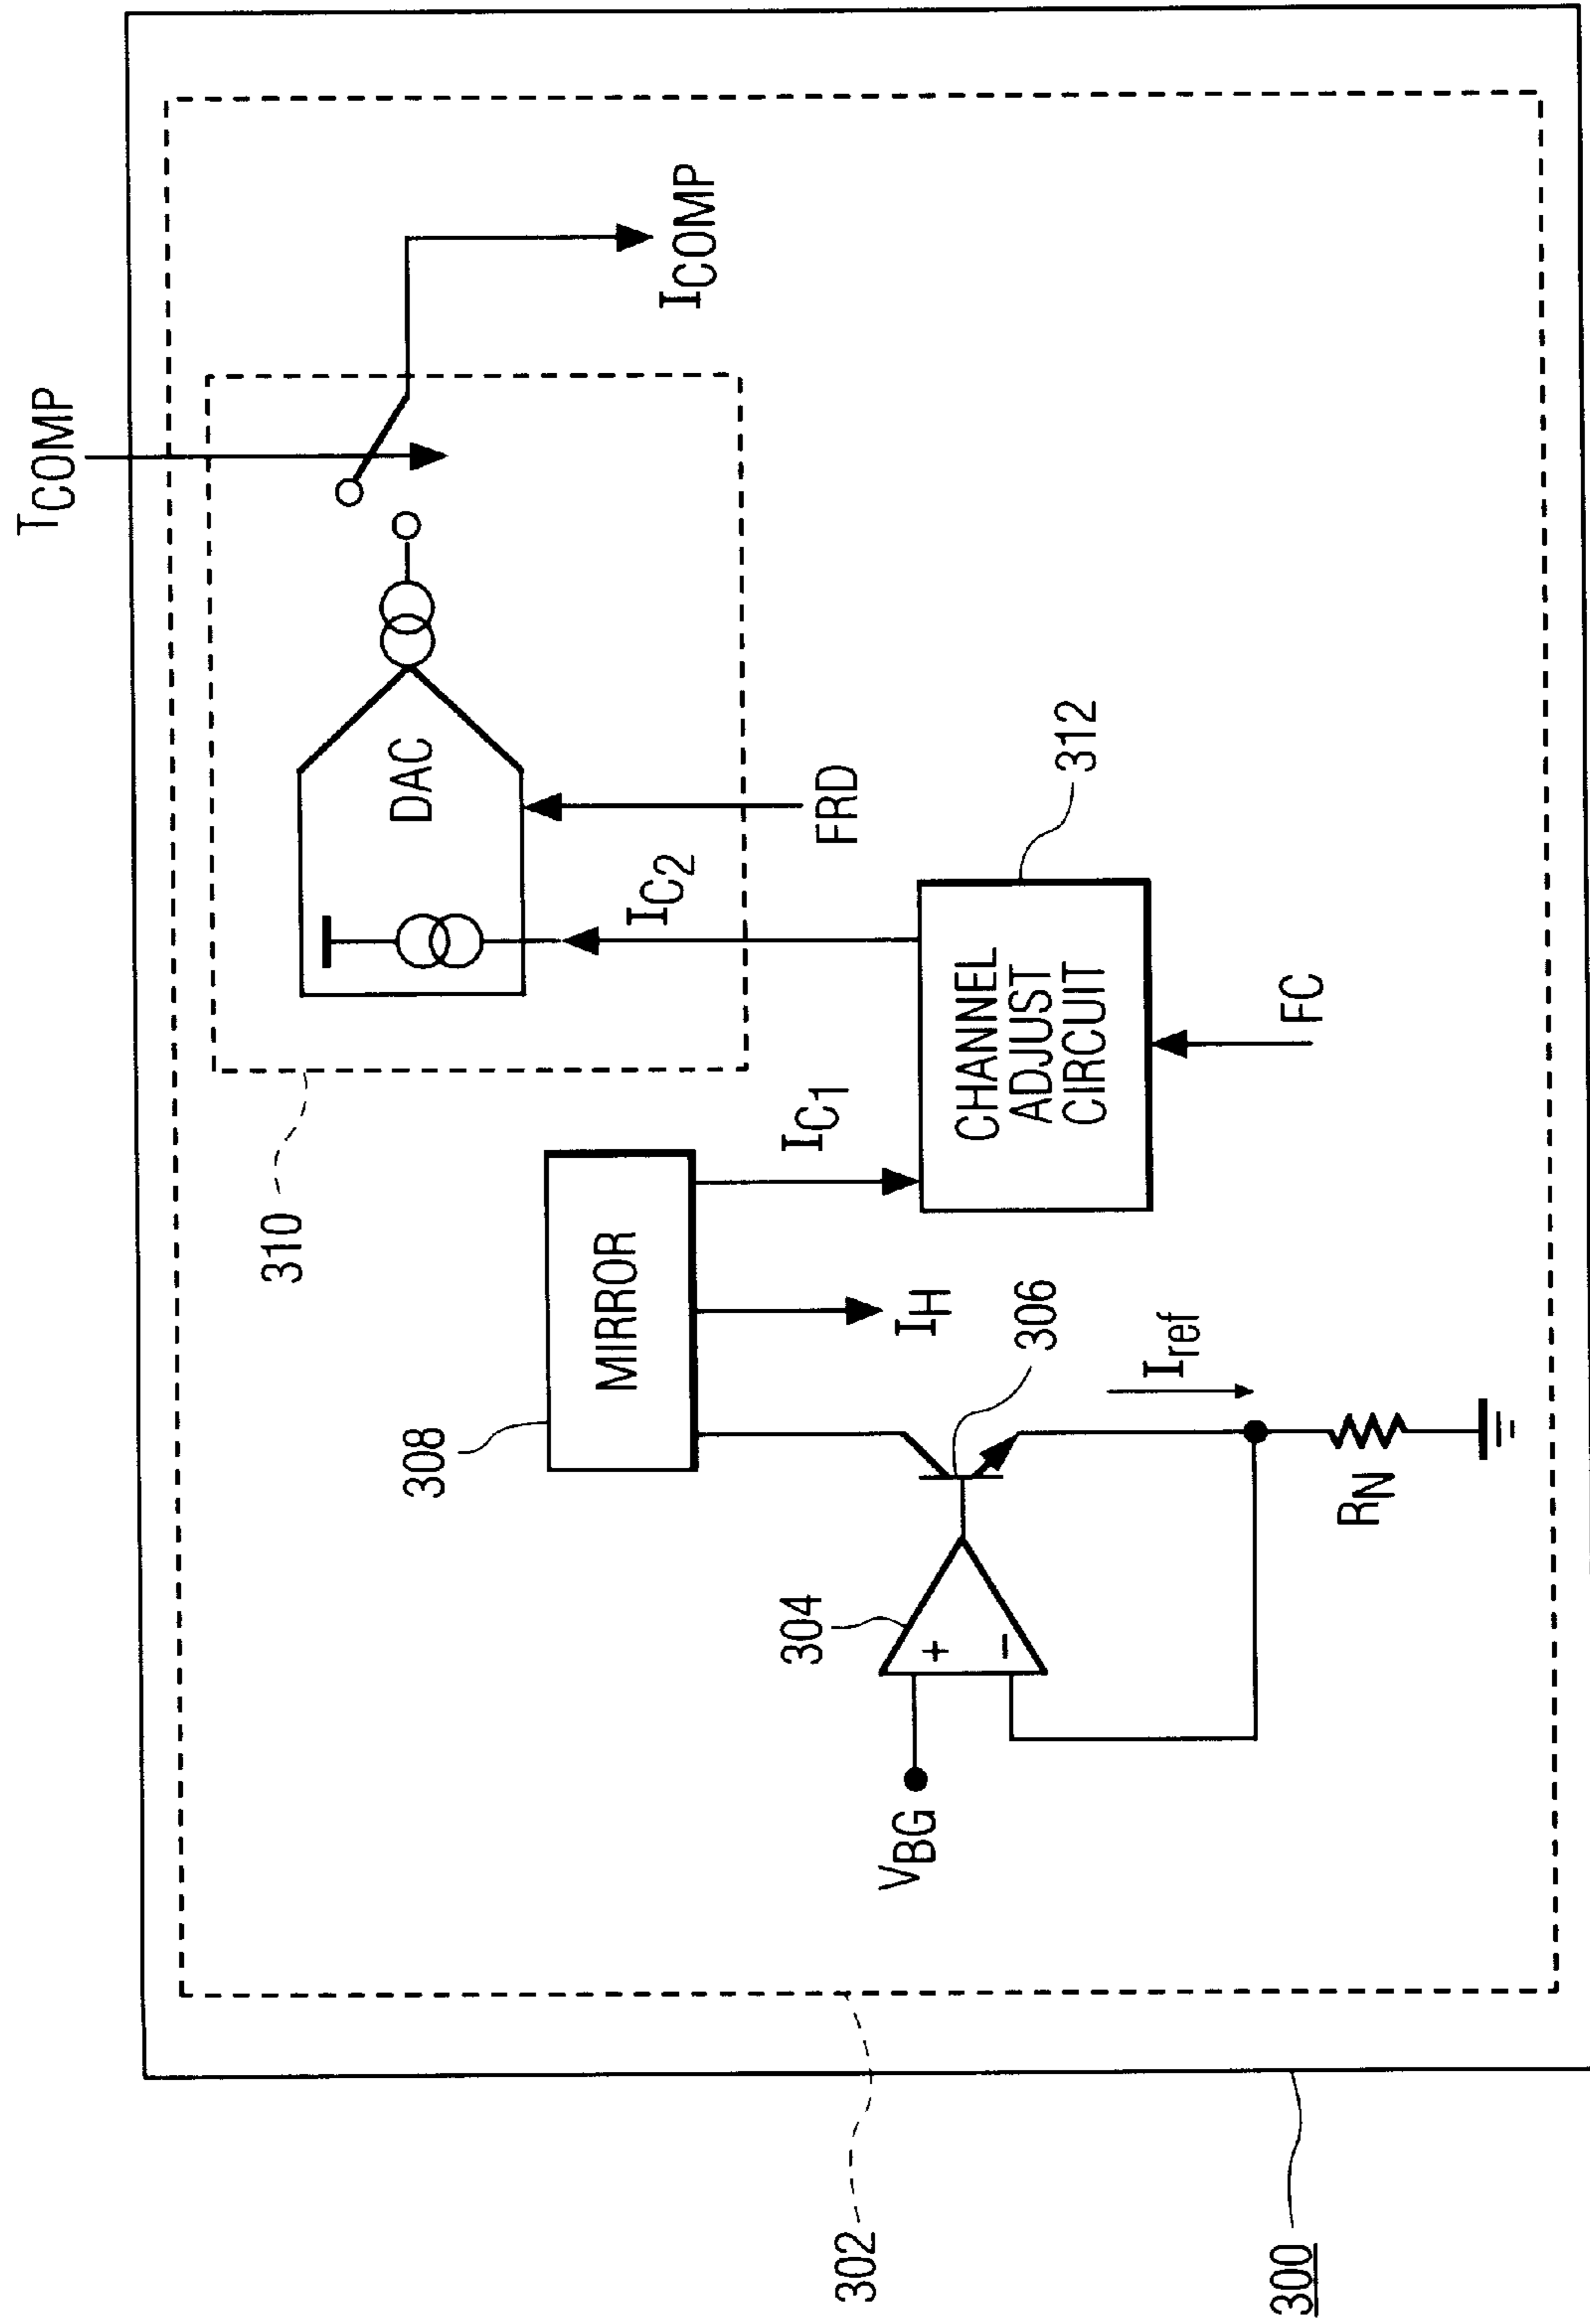 TCOMP
310
DAC
ICOMP
308
MIRROR
IC1
IC2
FRD
IH
312
CHANNEL
ADJUST
CIRCUIT
FC
304
+
−
VBG
306
Iref
RN
302
300